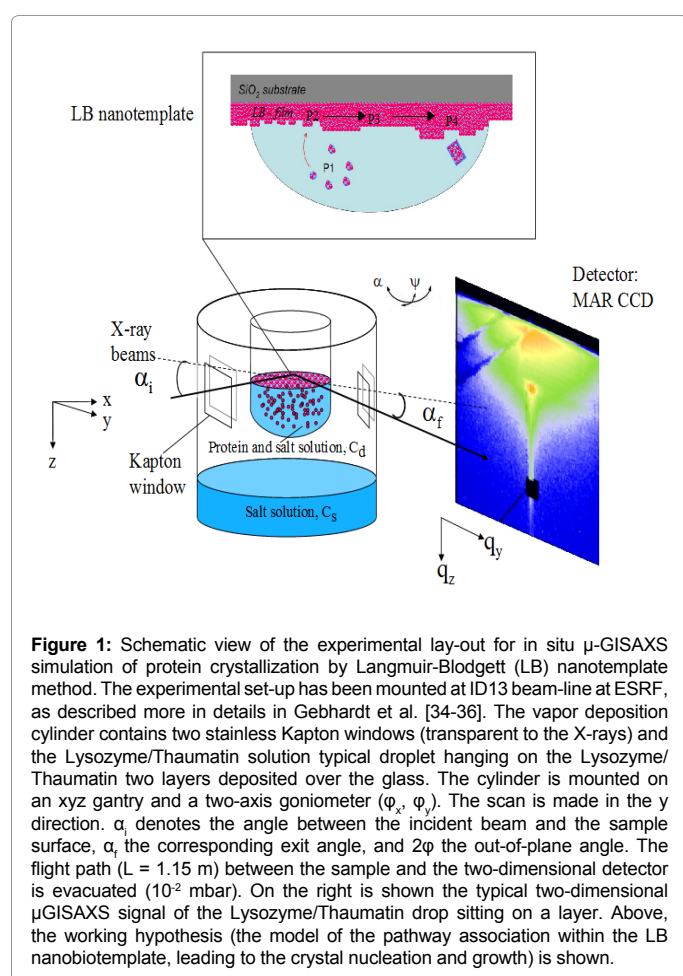 SiO2 substrate
LB nanotemplate
LB film P2 P3 P4
P1
α ψ
Detector:
MAR CCD
X-ray
beams
αi
αf
x
y
z
Protein and salt solution, Cd
Kapton
window
Salt solution, Cs
qy
qz
Figure 1: Schematic view of the experimental lay-out for in situ μ-GISAXS
simulation of protein crystallization by Langmuir-Blodgett (LB) nanotemplate
method. The experimental set-up has been mounted at ID13 beam-line at ESRF,
as described more in details in Gebhardt et al. [34-36]. The vapor deposition
cylinder contains two stainless Kapton windows (transparent to the X-rays) and
the Lysozyme/Thaumatin solution typical droplet hanging on the Lysozyme/
Thaumatin two layers deposited over the glass. The cylinder is mounted on
an xyz gantry and a two-axis goniometer (φx, φy). The scan is made in the y
direction. αi denotes the angle between the incident beam and the sample
surface, αf the corresponding exit angle, and 2φ the out-of-plane angle. The
flight path (L = 1.15 m) between the sample and the two-dimensional detector
is evacuated (10-2 mbar). On the right is shown the typical two-dimensional
μGISAXS signal of the Lysozyme/Thaumatin drop sitting on a layer. Above,
the working hypothesis (the model of the pathway association within the LB
nanobiotemplate, leading to the crystal nucleation and growth) is shown.